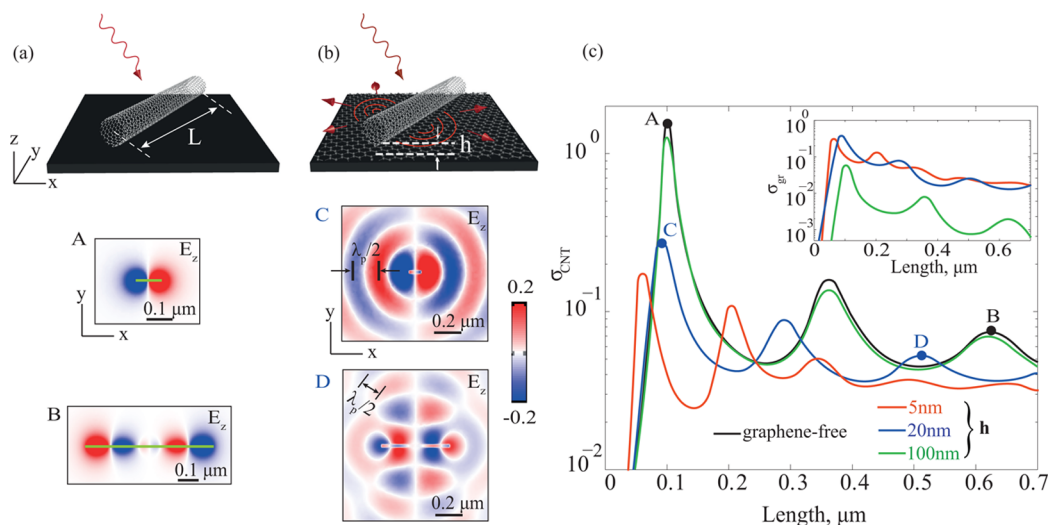 (a)
(b)
(c)
L
h
z
y
x
A
E_z
0.1 μm
y
x
B
E_z
0.1 μm
C
E_z
λ_p/2
0.2 μm
y
x
D
E_z
λ_p/2
0.2 μm
0.2
-0.2
σ_CNT
10^0
10^-1
10^-2
A
C
B
D
graphene-free
5nm
20nm
100nm
h
0 0.1 0.2 0.3 0.4 0.5 0.6 0.7
Length, μm
σ_gr
10^0
10^-1
10^-2
10^-3
0 0.2 0.4 0.6
Length, μm